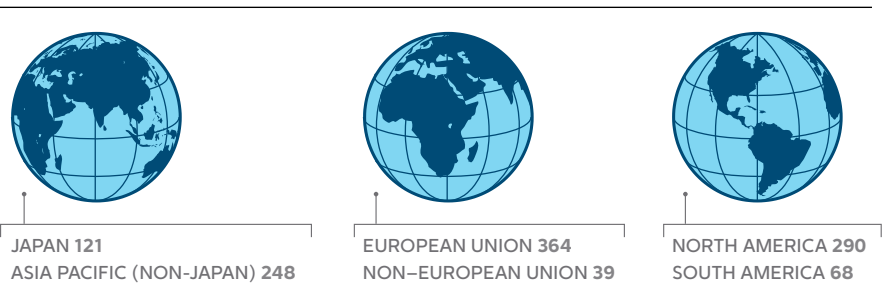 JAPAN 121
ASIA PACIFIC (NON-JAPAN) 248
EUROPEAN UNION 364
NON–EUROPEAN UNION 39
NORTH AMERICA 290
SOUTH AMERICA 68